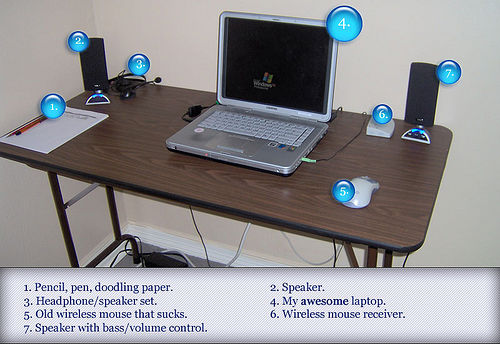 2.
4.
3.
7.
1.
6.
Windows
5.
1. Pencil, pen, doodling paper.
2. Speaker.
3. Headphone/speaker set.
4. My awesome laptop.
5. Old wireless mouse that sucks.
6. Wireless mouse receiver.
7. Speaker with bass/volume control.